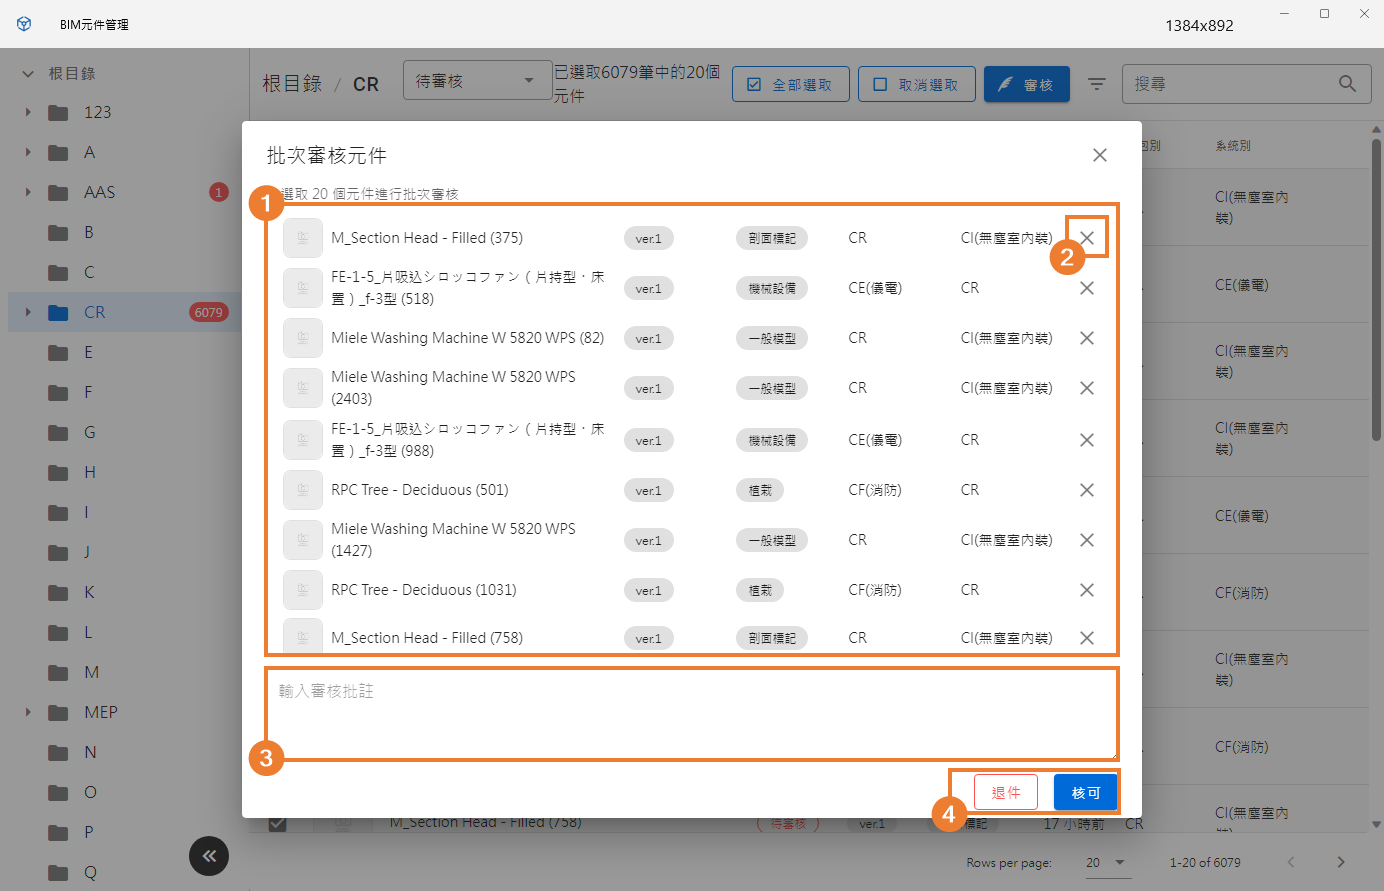 BIM元件管理
1384x892
根目錄
123
A
AAS
1
B
C
CR
6079
E
F
G
H
I
J
K
L
M
MEP
N
O
P
Q
根目錄 / CR
待審核
已選取6079筆中的20個
元件
全部選取
取消選取
審核
搜尋
系統別
CI(無塵室內
裝)
CE(儀電)
CI(無塵室內
裝)
CI(無塵室內
裝)
CE(儀電)
CF(消防)
CI(無塵室內
裝)
CF(消防)
CI(無塵室內
裝)
批次審核元件
選取 20 個元件進行批次審核
1
M_Section Head - Filled (375) ver.1 剖面標記 CR CI(無塵室內裝)
2
FE-1-5_片吸込シロッコファン（片持型・床
置）_f-3型 (518) ver.1 機械設備 CE(儀電) CR
Miele Washing Machine W 5820 WPS (82) ver.1 一般模型 CR CI(無塵室內裝)
Miele Washing Machine W 5820 WPS
(2403) ver.1 一般模型 CR CI(無塵室內裝)
FE-1-5_片吸込シロッコファン（片持型・床
置）_f-3型 (988) ver.1 機械設備 CE(儀電) CR
RPC Tree - Deciduous (501) ver.1 植栽 CF(消防) CR
Miele Washing Machine W 5820 WPS
(1427) ver.1 一般模型 CR CI(無塵室內裝)
RPC Tree - Deciduous (1031) ver.1 植栽 CF(消防) CR
M_Section Head - Filled (758) ver.1 剖面標記 CR CI(無塵室內裝)
輸入審核批註
3
退件
核可
4
M_Section Head - Filled (758) 待審核 ver.1 標記 17 小時前 CR
Rows per page: 20 1-20 of 6079